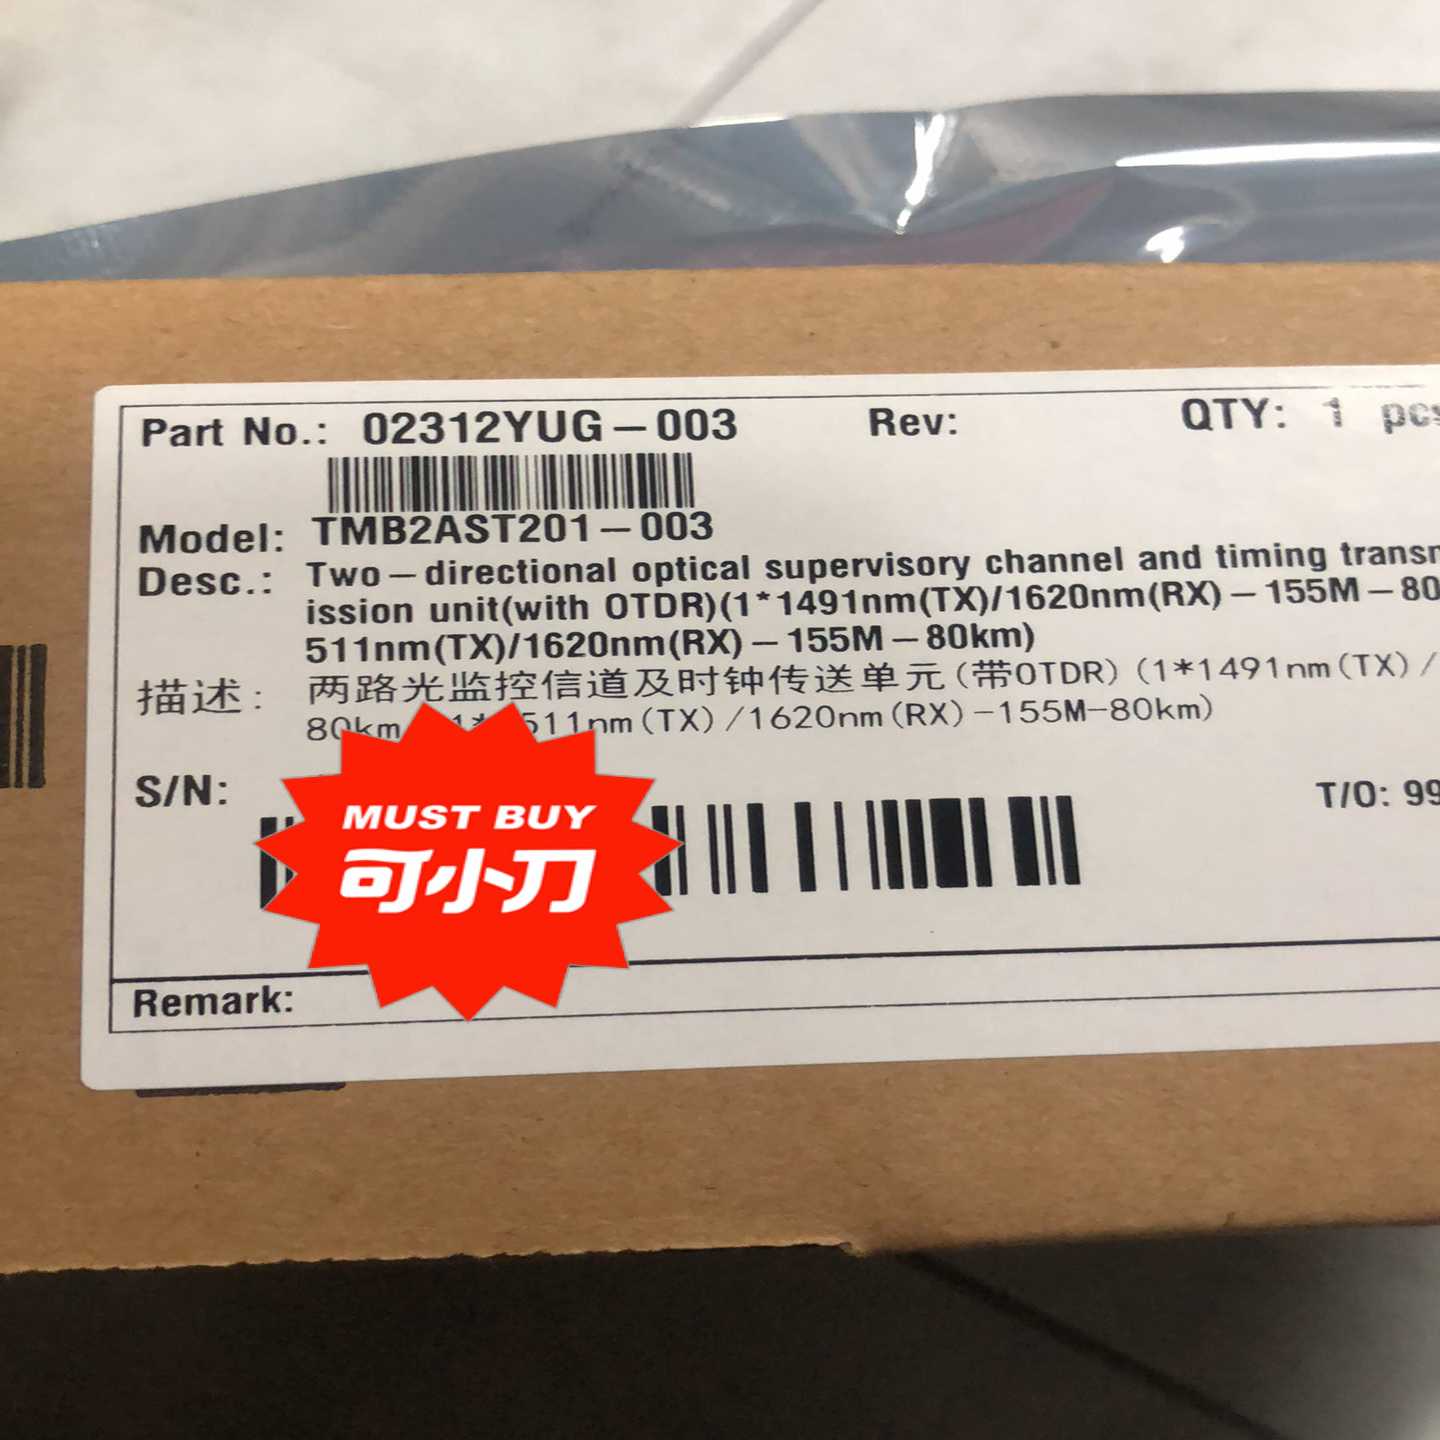 Part No.: 02312YUG-003 Rev: QTY: 1 pcs
Model: TMB2AST201-003
Desc.: Two-directional optical supervisory channel and timing transm
ission unit(with OTDR)(1*1491nm(TX)/1620nm(RX)-155M-80
511nm(TX)/1620nm(RX)-155M-80km)
描述: 两路光监控信道及时钟传送单元(带OTDR)(1*1491nm(TX)/
80km 1* 511nm(TX)/1620nm(RX)-155M-80km)
S/N: T/O: 99
MUST BUY
可小刀
Remark: